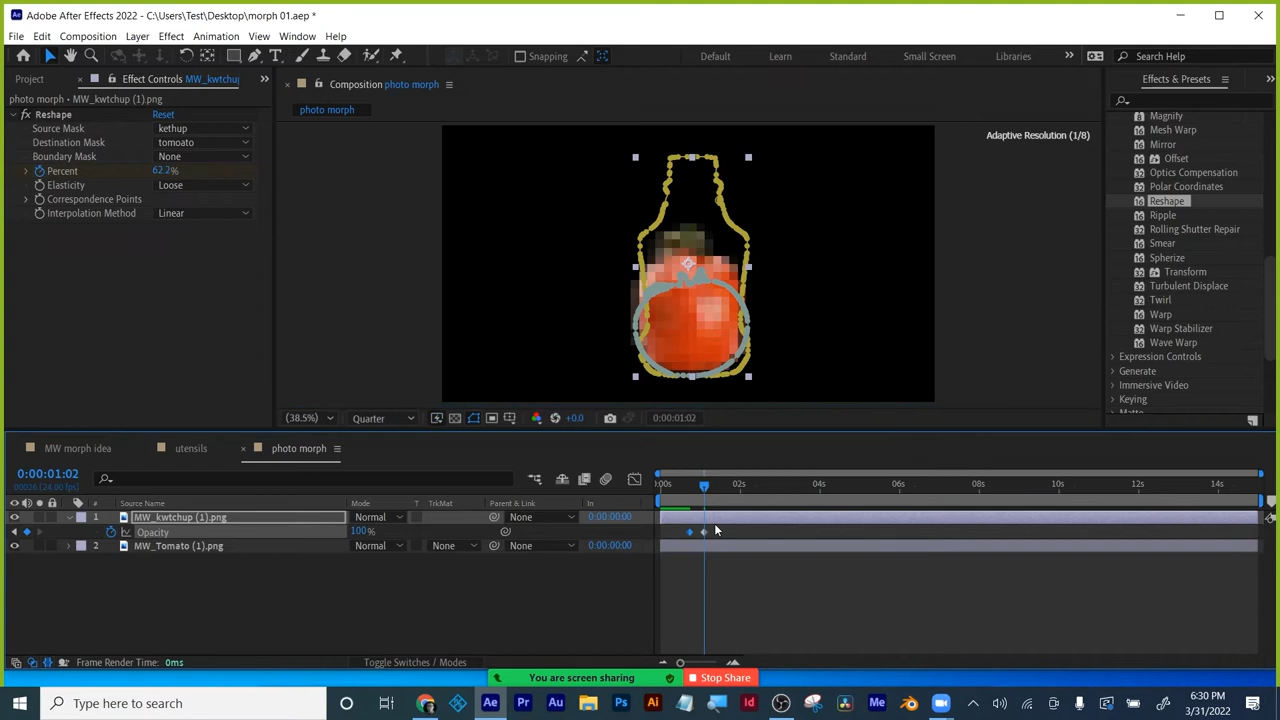 Adobe After Effects 2022 - C:\Users\Test\Desktop\morph 01.aep *
File Edit Composition Layer Effect Animation View Window Help
Snapping Default Learn Standard Small Screen Libraries Search Help
Project Effect Controls MW_kwtchup
Composition photo morph
Effects & Presets
photo morph • MW_kwtchup (1).png
photo morph
Reshape Reset
Source Mask kethup
Destination Mask tomoato
Boundary Mask None
Percent 62.2%
Elasticity Loose
Correspondence Points
Interpolation Method Linear
Adaptive Resolution (1/8)
Magnify
Mesh Warp
Mirror
Offset
Optics Compensation
Polar Coordinates
Reshape
Ripple
Rolling Shutter Repair
Smear
Spherize
Transform
Turbulent Displace
Twirl
Warp
Warp Stabilizer
Wave Warp
Expression Controls
Generate
Immersive Video
Keying
Matte
(38.5%) Quarter +0.0 0:00:01:02
MW morph idea utensils photo morph
0:00:01:02
00026 (24.00 fps)
:00s 02s 04s 06s 08s 10s 12s 14s
# Source Name Mode T TrkMat Parent & Link In
1 MW_kwtchup (1).png Normal None 0:00:00:00
Opacity 100%
2 MW_Tomato (1).png Normal None None 0:00:00:00
Frame Render Time: 0ms Toggle Switches / Modes
You are screen sharing Stop Share
Type here to search
6:30 PM
3/31/2022